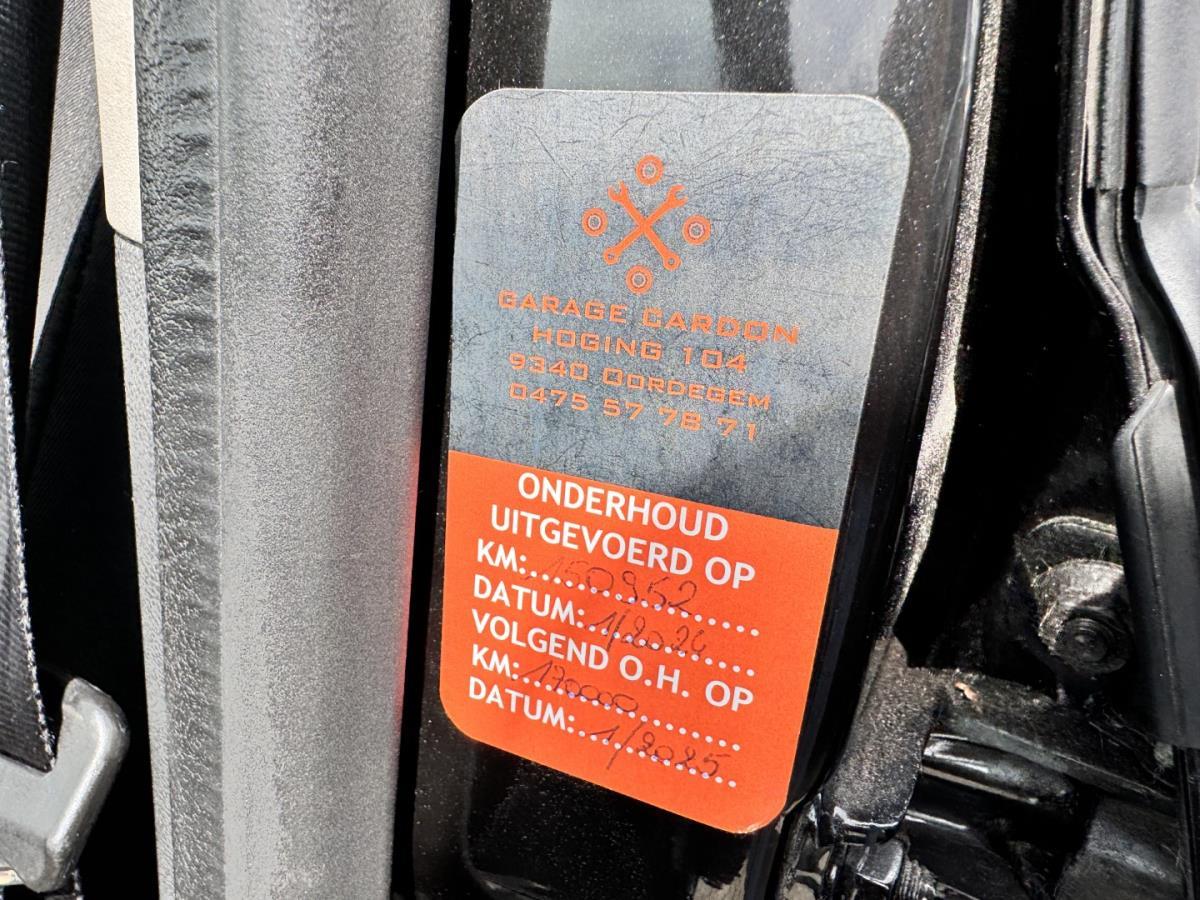 GARAGE CARDON
HOGING 104
9340 OORDEGEM
0475 57 78 71
ONDERHOUD
UITGEVOERD OP
KM: 150952
DATUM: 1/2024
VOLGEND O.H. OP
KM: 170000
DATUM: 1/2025